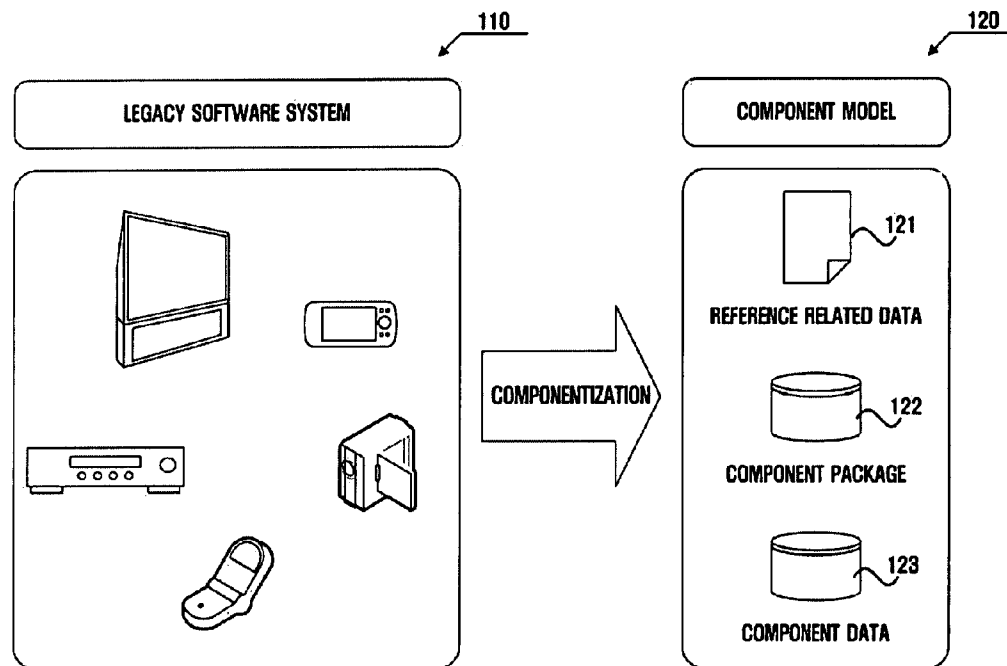 110
120
LEGACY SOFTWARE SYSTEM
COMPONENT MODEL
121
REFERENCE RELATED DATA
COMPONENTIZATION
122
COMPONENT PACKAGE
123
COMPONENT DATA